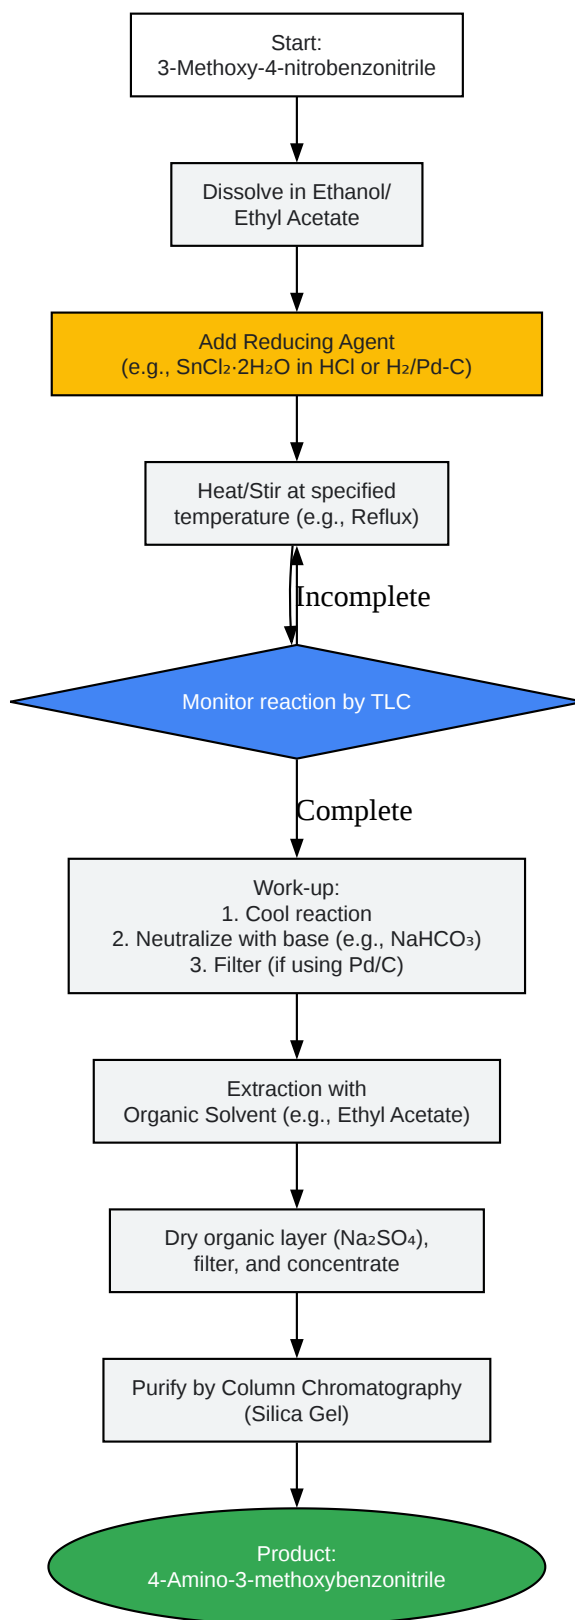 Start:
3-Methoxy-4-nitrobenzonitrile
Dissolve in Ethanol/
Ethyl Acetate
Add Reducing Agent
(e.g., SnCl₂·2H₂O in HCl or H₂/Pd-C)
Heat/Stir at specified
temperature (e.g., Reflux)
Incomplete
Monitor reaction by TLC
Complete
Work-up:
1. Cool reaction
2. Neutralize with base (e.g., NaHCO₃)
3. Filter (if using Pd/C)
Extraction with
Organic Solvent (e.g., Ethyl Acetate)
Dry organic layer (Na₂SO₄),
filter, and concentrate
Purify by Column Chromatography
(Silica Gel)
Product:
4-Amino-3-methoxybenzonitrile